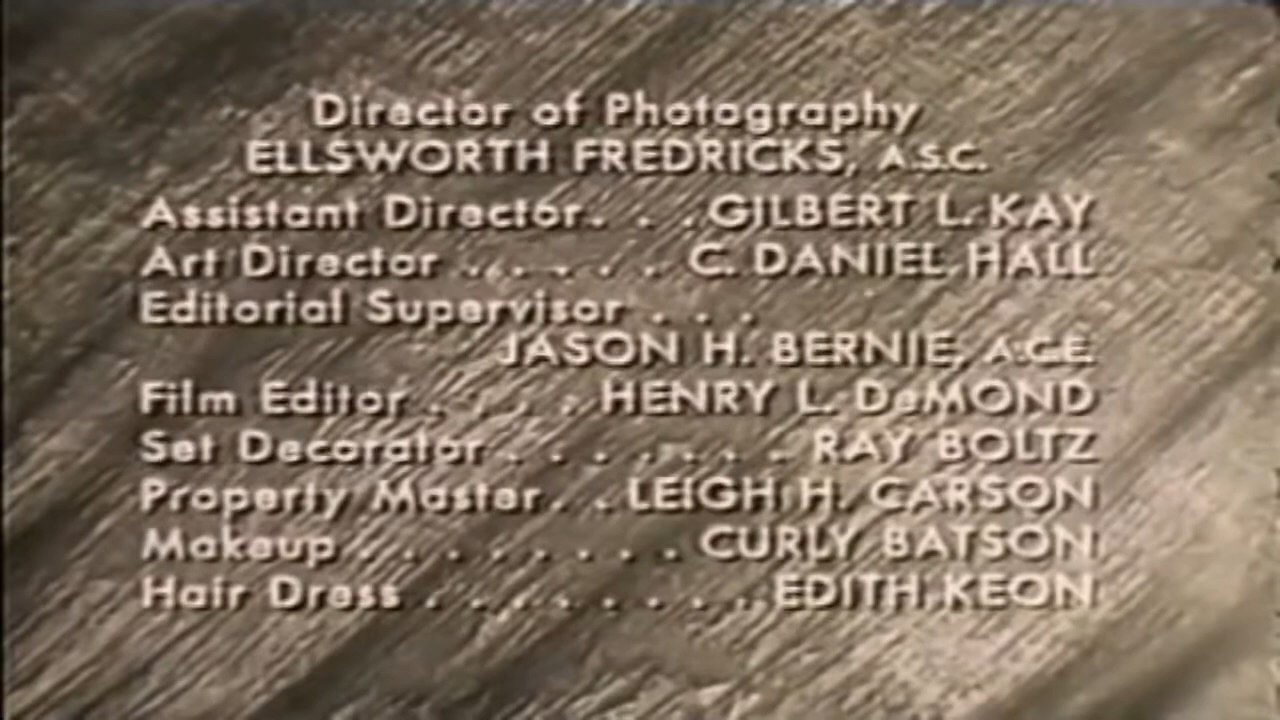 Director of Photography
ELLSWORTH FREDRICKS, A.S.C.
Assistant Director. . . GILBERT L. KAY
Art Director . . . . . . C. DANIEL HALL
Editorial Supervisor . . .
JASON H. BERNIE, A.C.E.
Film Editor . . . . HENRY L. DeMOND
Set Decorator . . . . . . . . RAY BOLTZ
Property Master. . LEIGH H. CARSON
Makeup . . . . . . . . CURLY BATSON
Hair Dress . . . . . . . . EDITH KEON